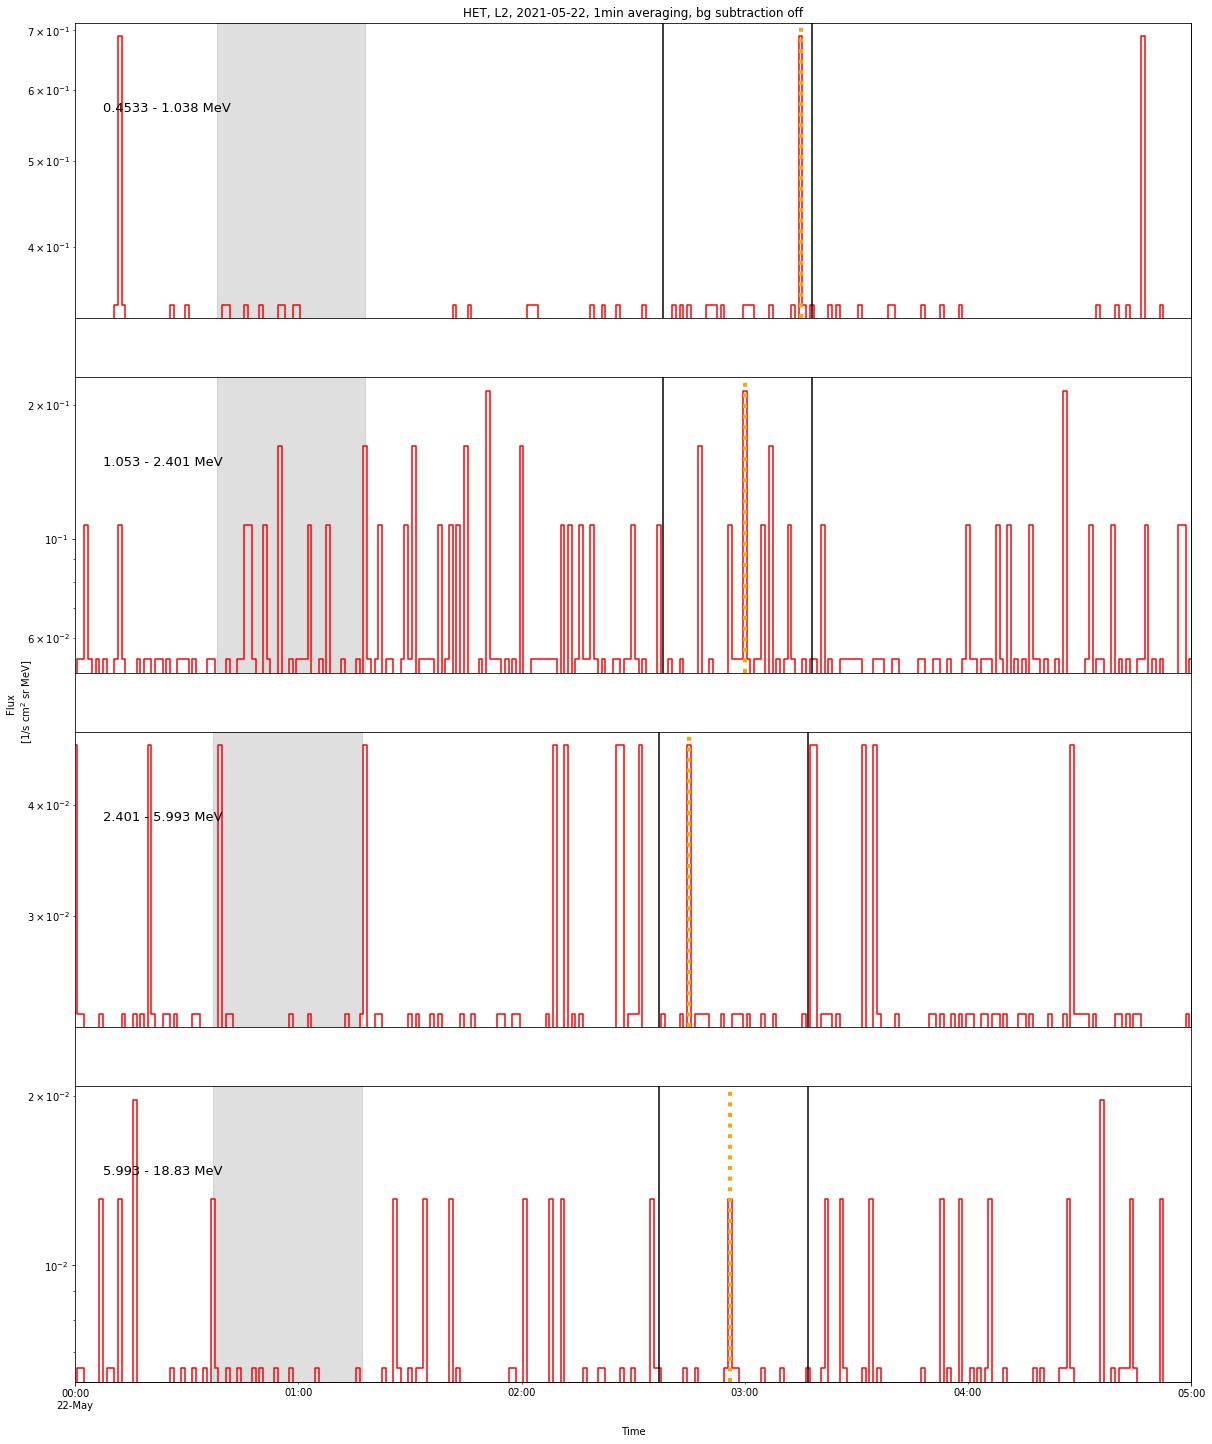 HET, L2, 2021-05-22, 1min averaging, bg subtraction off
7 × 10⁻¹
6 × 10⁻¹
0.4533 - 1.038 MeV
5 × 10⁻¹
4 × 10⁻¹
2 × 10⁻¹
1.053 - 2.401 MeV
10⁻¹
6 × 10⁻²
Flux
[1/s cm² sr MeV]
4 × 10⁻²
2.401 - 5.993 MeV
3 × 10⁻²
2 × 10⁻²
5.993 - 18.83 MeV
10⁻²
00:00 01:00 02:00 03:00 04:00 05:00
22-May
Time